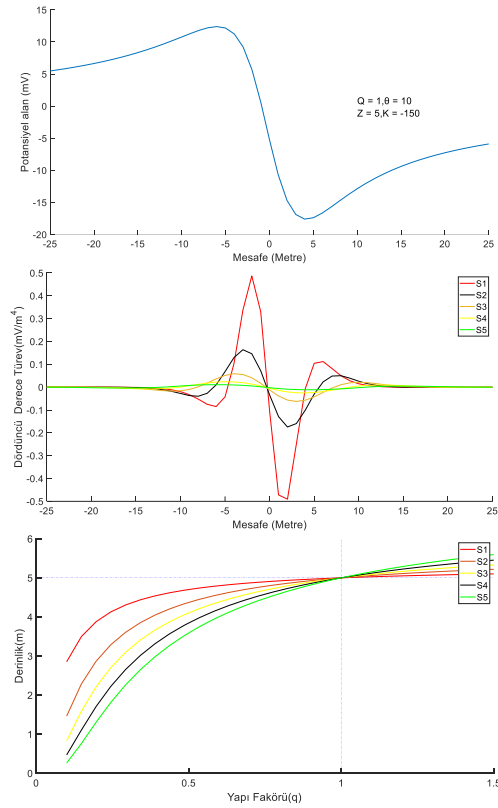 15
10
5
0
-5
-10
-15
-20
Potansiyel alan (mV)
Q = 1,θ = 10
Z = 5,K = -150
-25 -20 -15 -10 -5 0 5 10 15 20 25
Mesafe (Metre)
0.5
0.4
0.3
0.2
0.1
0
-0.1
-0.2
-0.3
-0.4
-0.5
Dördüncü Derece Türev(mV/m⁴)
S1
S2
S3
S4
S5
-25 -20 -15 -10 -5 0 5 10 15 20 25
Mesafe (Metre)
6
5
4
3
2
1
0
Derinlik(m)
S1
S2
S3
S4
S5
0 0.5 1 1.5
Yapı Fakörü(q)